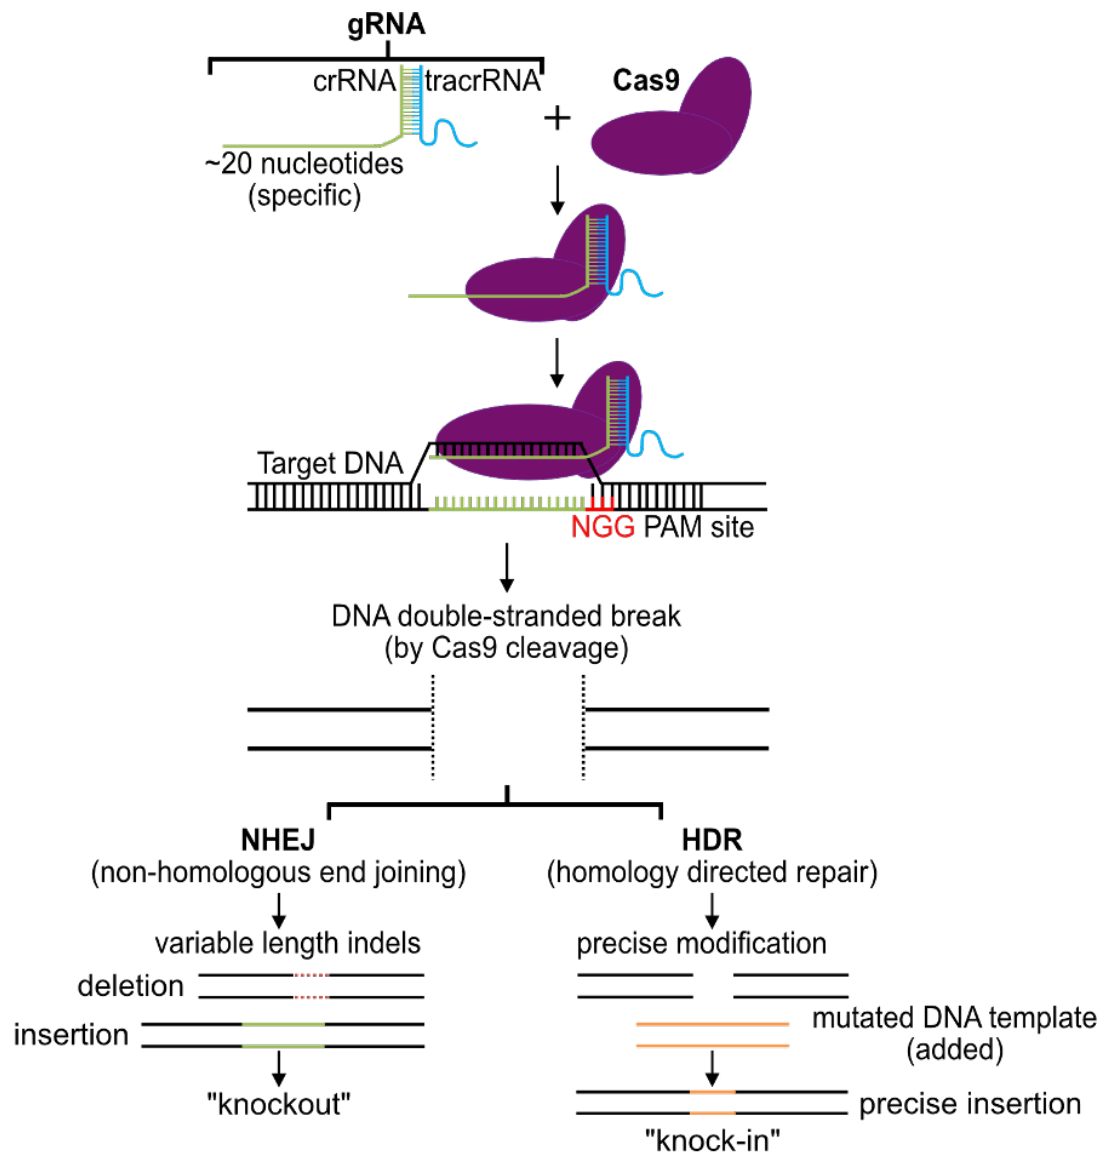 gRNA
crRNA tracrRNA
Cas9
+
~20 nucleotides
(specific)
Target DNA
NGG PAM site
DNA double-stranded break
(by Cas9 cleavage)
NHEJ
(non-homologous end joining)
variable length indels
deletion
insertion
"knockout"
HDR
(homology directed repair)
precise modification
mutated DNA template
(added)
precise insertion
"knock-in"